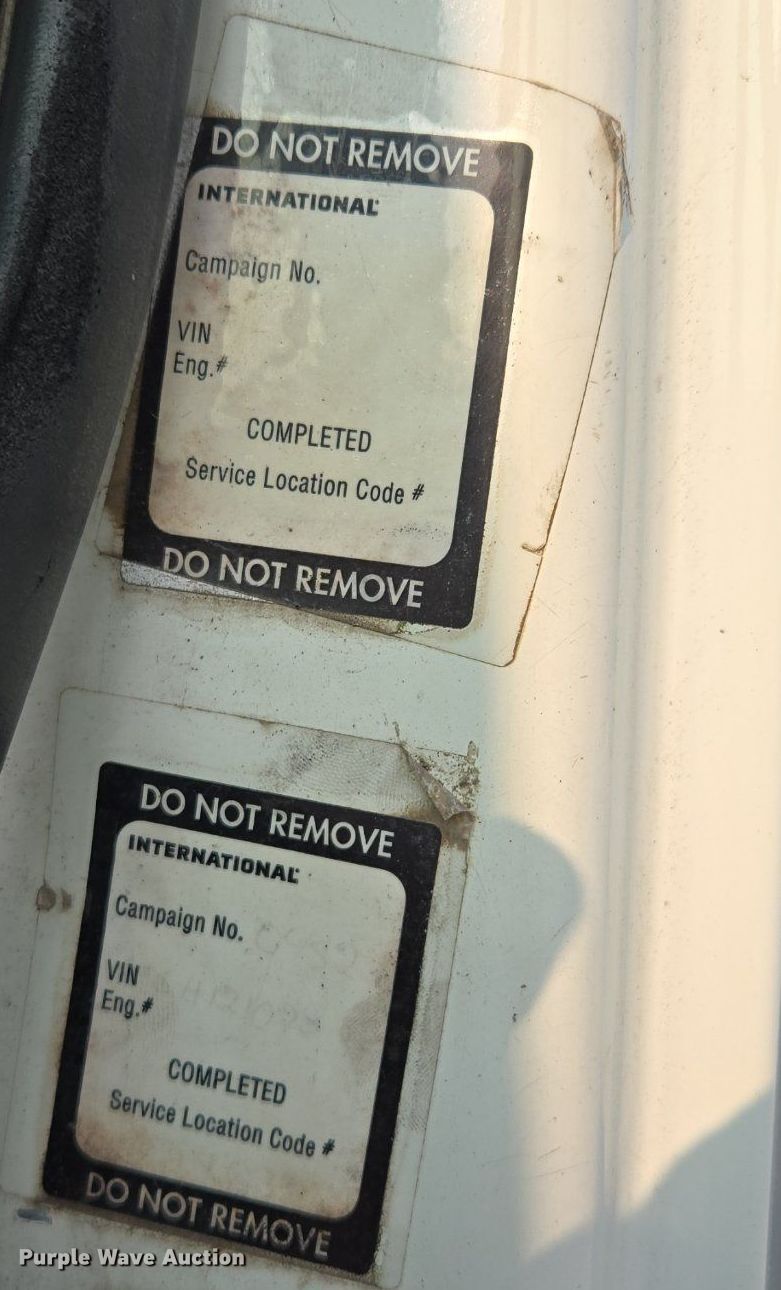 DO NOT REMOVE
INTERNATIONAL®
Campaign No.
VIN
Eng.#
COMPLETED
Service Location Code #
DO NOT REMOVE
DO NOT REMOVE
INTERNATIONAL®
Campaign No.
VIN
Eng.#
COMPLETED
Service Location Code #
DO NOT REMOVE
Purple Wave Auction